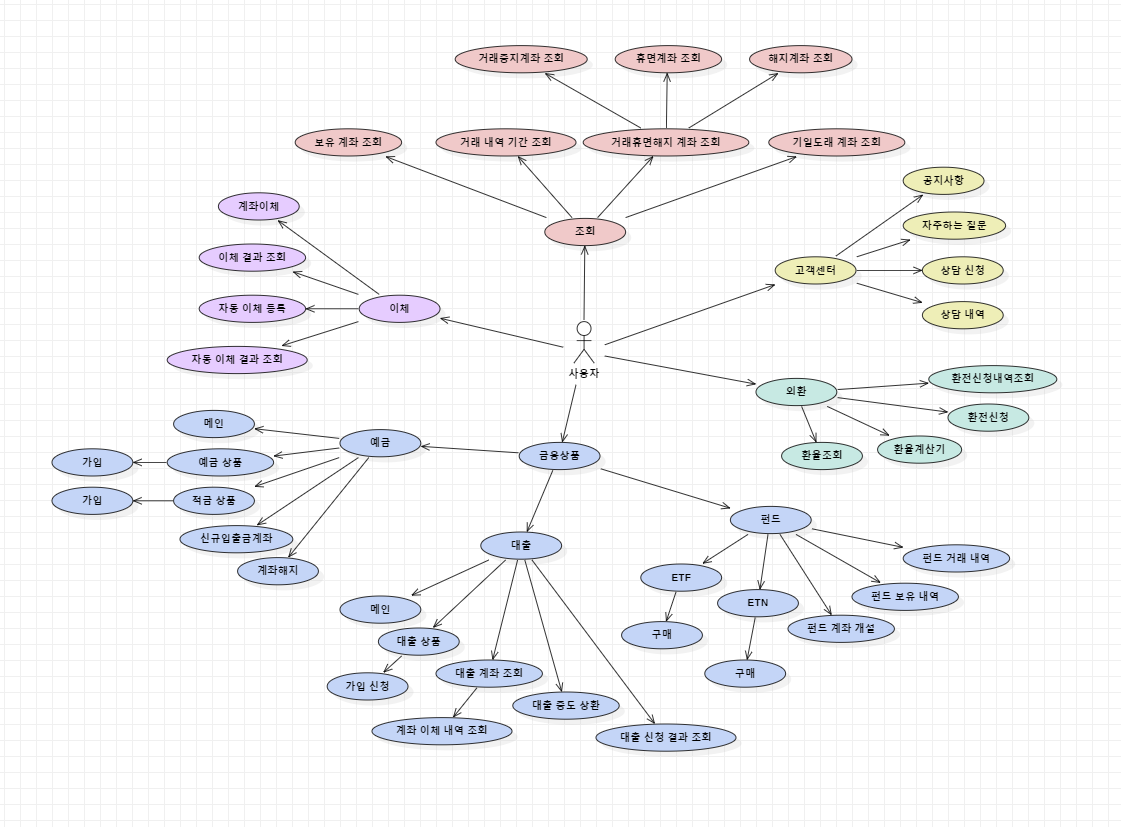 거래중지계좌 조회
휴면계좌 조회
해지계좌 조회
보유 계좌 조회
거래 내역 기간 조회
거래휴면해지 계좌 조회
기일도래 계좌 조회
조회
계좌이체
이체 결과 조회
자동 이체 등록
자동 이체 결과 조회
이체
공지사항
자주하는 질문
상담 신청
상담 내역
고객센터
사용자
외환
환전신청내역조회
환전신청
환율계산기
환율조회
금융상품
예금
메인
예금 상품
가입
적금 상품
가입
신규입출금계좌
계좌해지
대출
메인
대출 상품
가입 신청
대출 계좌 조회
계좌 이체 내역 조회
대출 중도 상환
대출 신청 결과 조회
펀드
ETF
구매
ETN
구매
펀드 계좌 개설
펀드 보유 내역
펀드 거래 내역